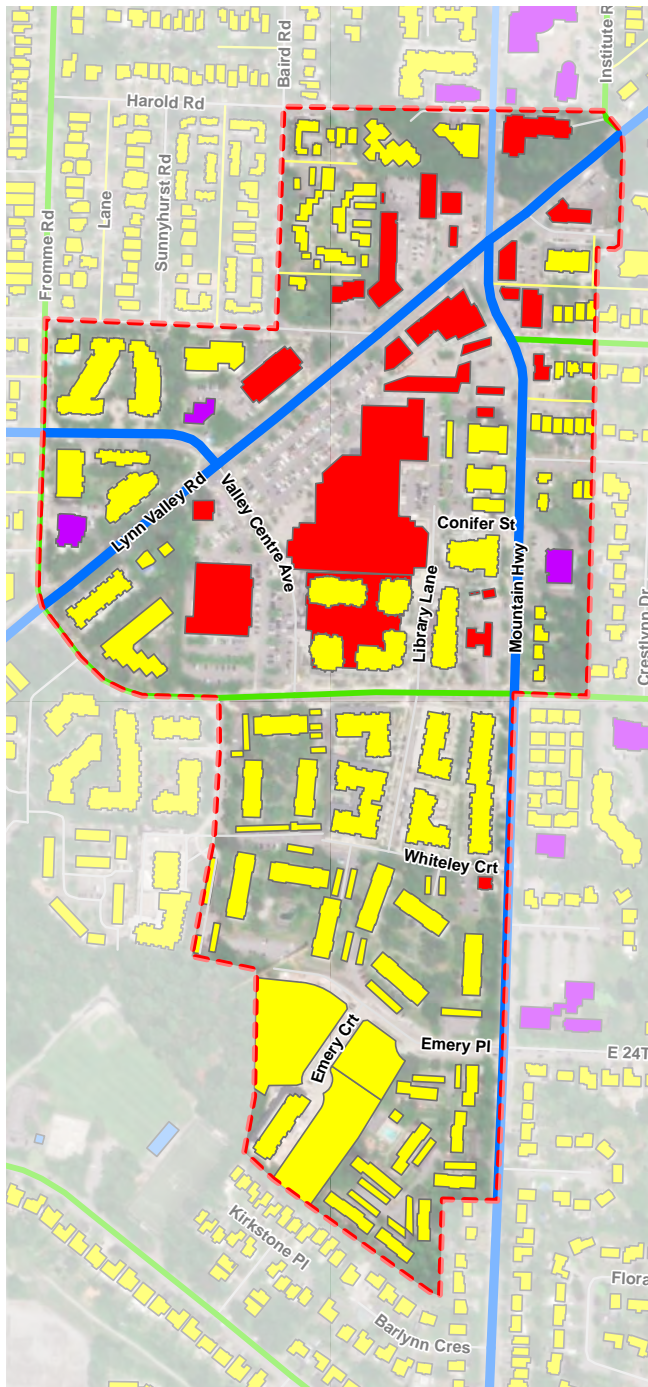 Institute R
Baird Rd
Harold Rd
Sunnyhurst Rd
Lane
Fromme Rd
Lynn Valley Rd
Valley Centre Ave
Conifer St
Library Lane
Mountain Hwy
Crestlynn Dr
Whiteley Crt
Emery Crt
Emery Pl
E 24T
Kirkstone Pl
Flora
Barlynn Cres